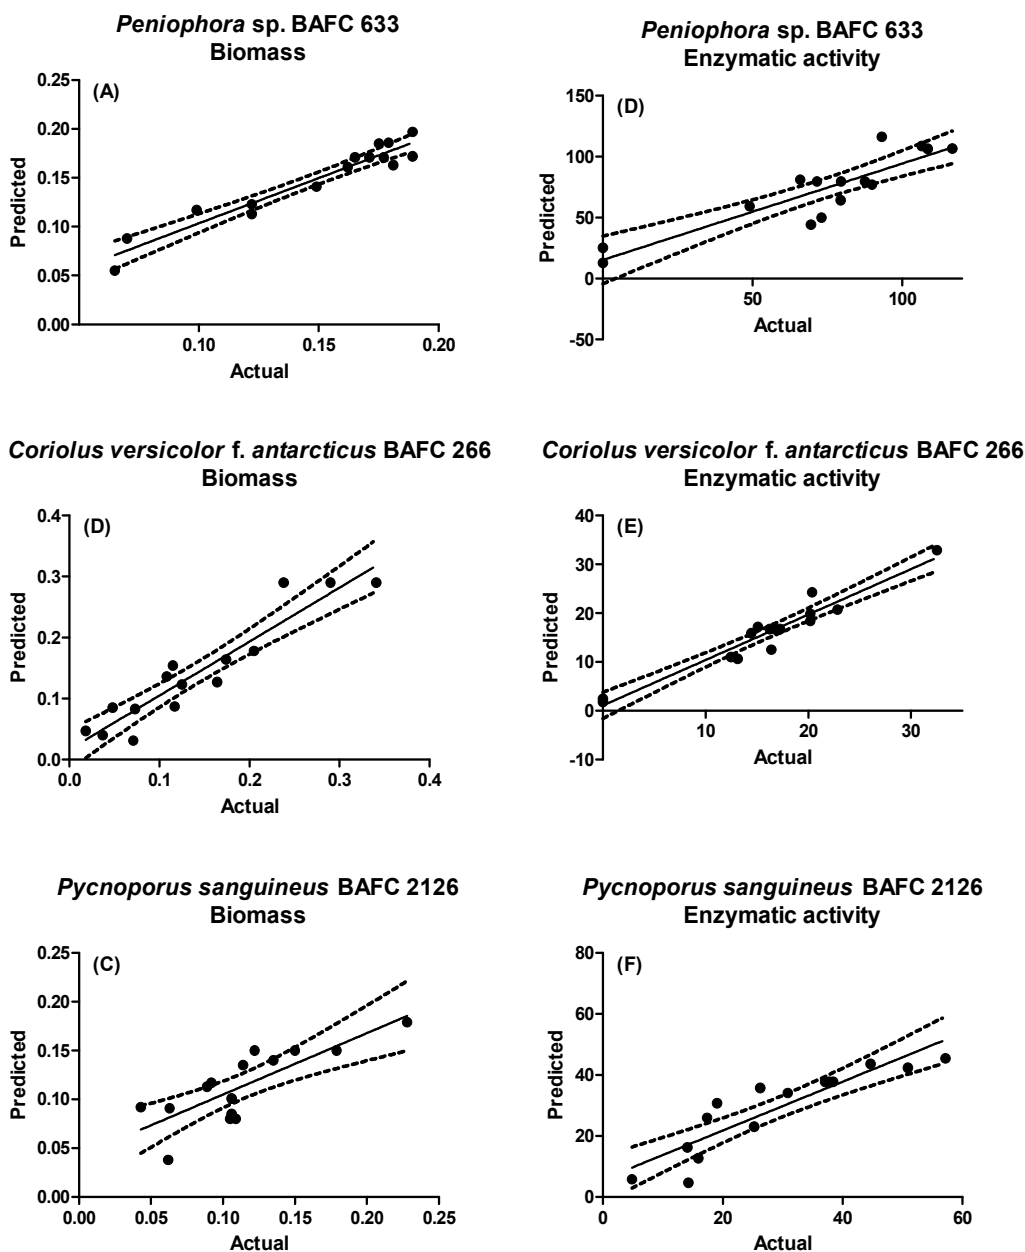 Peniophora sp. BAFC 633
Biomass
(A)
Predicted
0.25
0.20
0.15
0.10
0.05
0.00
0.10 0.15 0.20
Actual
Peniophora sp. BAFC 633
Enzymatic activity
(D)
Predicted
150
100
50
0
-50
50 100
Actual
Coriolus versicolor f. antarcticus BAFC 266
Biomass
(D)
Predicted
0.4
0.3
0.2
0.1
0.0
0.0 0.1 0.2 0.3 0.4
Actual
Coriolus versicolor f. antarcticus BAFC 266
Enzymatic activity
(E)
Predicted
40
30
20
10
0
-10
10 20 30
Actual
Pycnoporus sanguineus BAFC 2126
Biomass
(C)
Predicted
0.25
0.20
0.15
0.10
0.05
0.00
0.00 0.05 0.10 0.15 0.20 0.25
Actual
Pycnoporus sanguineus BAFC 2126
Enzymatic activity
(F)
Predicted
80
60
40
20
0
0 20 40 60
Actual